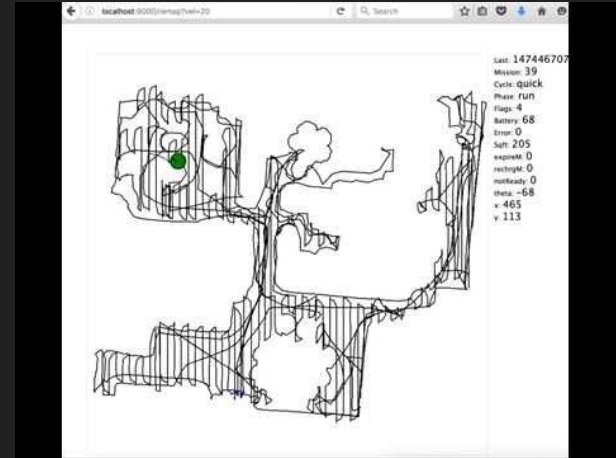 localhost:8000/remap?vel=20
Search
Last: 147446707
Mission: 39
Cycle: quick
Phase: run
Flags: 4
Battery: 68
Error: 0
Sqft: 205
expireM: 0
rechrgM: 0
notReady: 0
theta: -68
x: 465
y: 113